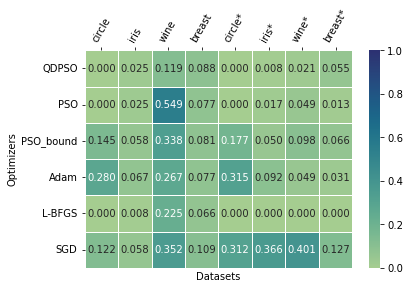 circle iris wine breast circle* iris* wine* breast*
QDPSO 0.000 0.025 0.119 0.088 0.000 0.008 0.021 0.055
PSO 0.000 0.025 0.549 0.077 0.000 0.017 0.049 0.013
PSO_bound 0.145 0.058 0.338 0.081 0.177 0.050 0.098 0.066
Adam 0.280 0.067 0.267 0.077 0.315 0.092 0.049 0.031
L-BFGS 0.000 0.008 0.225 0.066 0.000 0.000 0.000 0.000
SGD 0.122 0.058 0.352 0.109 0.312 0.366 0.401 0.127
Optimizers
Datasets
1.0
0.8
0.6
0.4
0.2
0.0